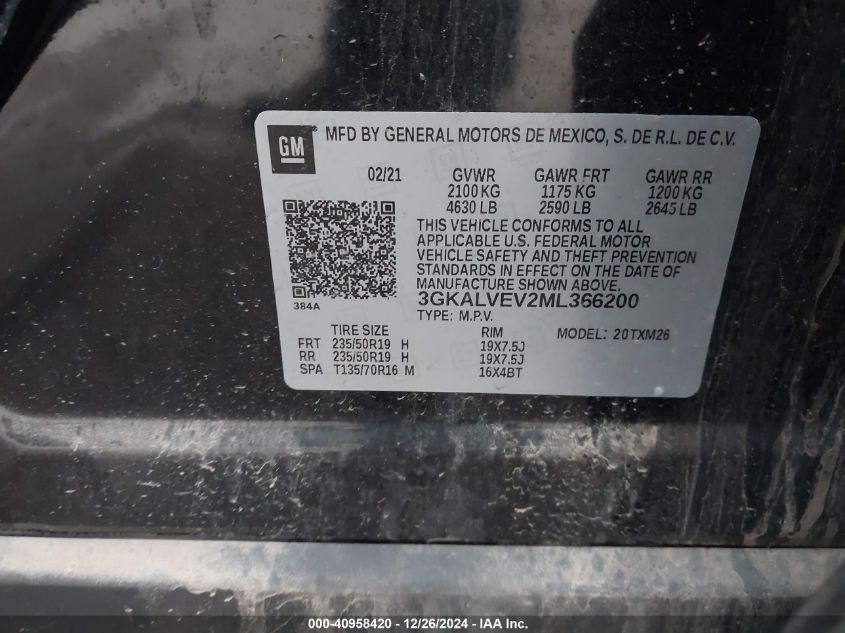 GM® MFD BY GENERAL MOTORS DE MEXICO, S. DE R.L. DE C.V.
02/21 GVWR GAWR FRT GAWR RR
2100 KG 1175 KG 1200 KG
4630 LB 2590 LB 2645 LB
THIS VEHICLE CONFORMS TO ALL
APPLICABLE U.S. FEDERAL MOTOR
VEHICLE SAFETY AND THEFT PREVENTION
STANDARDS IN EFFECT ON THE DATE OF
MANUFACTURE SHOWN ABOVE.
384A
3GKALVEV2ML366200
TYPE: M.P.V.
TIRE SIZE RIM MODEL: 20TXM26
FRT 235/50R19 H 19X7.5J
RR 235/50R19 H 19X7.5J
SPA T135/70R16 M 16X4BT
000-40958420 - 12/26/2024 - IAA Inc.